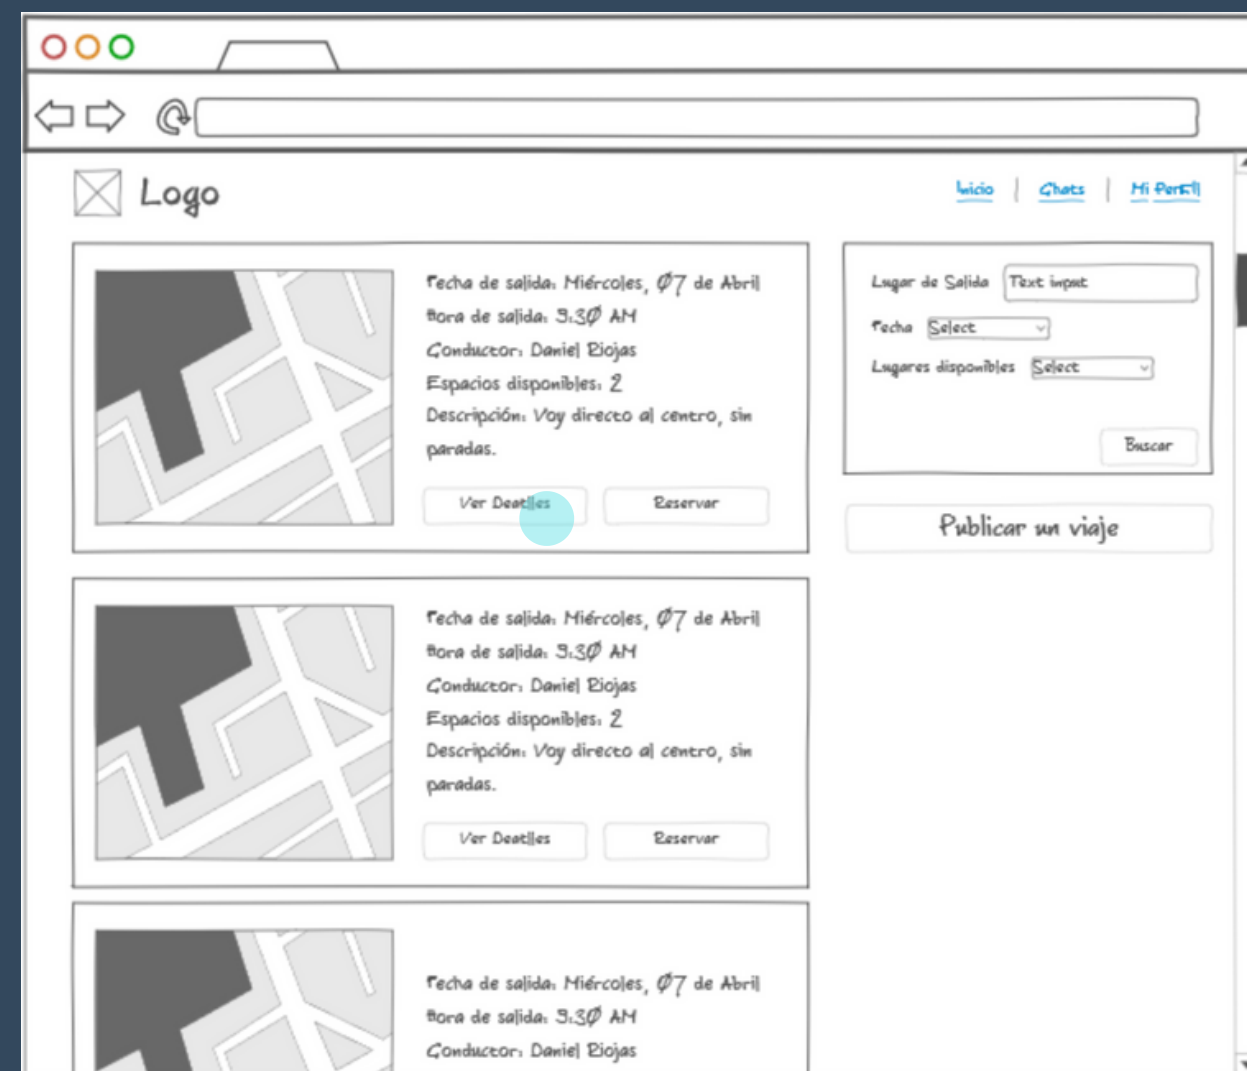 Logo
Inicio | Chats | Mi Perfil
Fecha de salida: Miércoles, 07 de Abril
Hora de salida: 9:30 AM
Conductor: Daniel Riojas
Espacios disponibles: 2
Descripción: Voy directo al centro, sin
paradas.
Ver Deatlles
Reservar
Lugar de Salida Text input
Fecha Select
Lugares disponibles Select
Buscar
Publicar un viaje
Fecha de salida: Miércoles, 07 de Abril
Hora de salida: 9:30 AM
Conductor: Daniel Riojas
Espacios disponibles: 2
Descripción: Voy directo al centro, sin
paradas.
Ver Deatlles
Reservar
Fecha de salida: Miércoles, 07 de Abril
Hora de salida: 9:30 AM
Conductor: Daniel Riojas